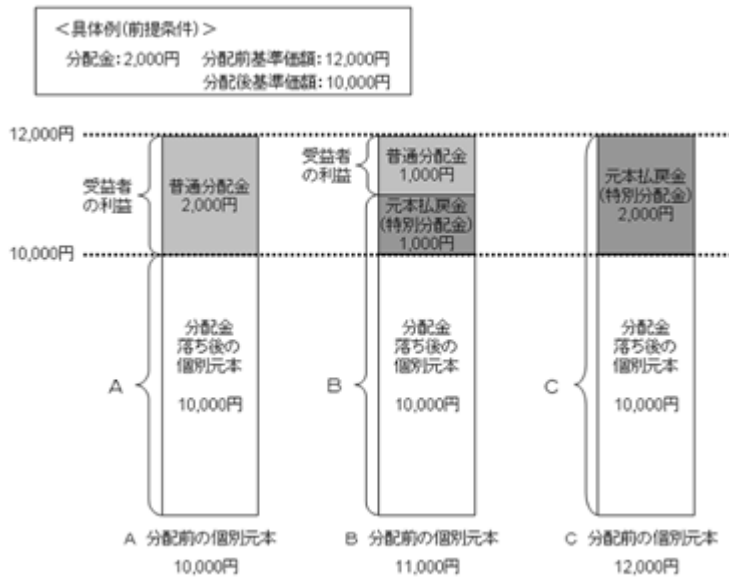 <具体例(前提条件)>
分配金:2,000円 分配前基準価額:12,000円
分配後基準価額:10,000円
12,000円
受益者
の利益
普通分配金
2,000円
10,000円
A
分配金
落ち後の
個別元本
10,000円
A 分配前の個別元本
10,000円
受益者
の利益
普通分配金
1,000円
元本払戻金
(特別分配金)
1,000円
B
分配金
落ち後の
個別元本
10,000円
B 分配前の個別元本
11,000円
元本払戻金
(特別分配金)
2,000円
C
分配金
落ち後の
個別元本
10,000円
C 分配前の個別元本
12,000円